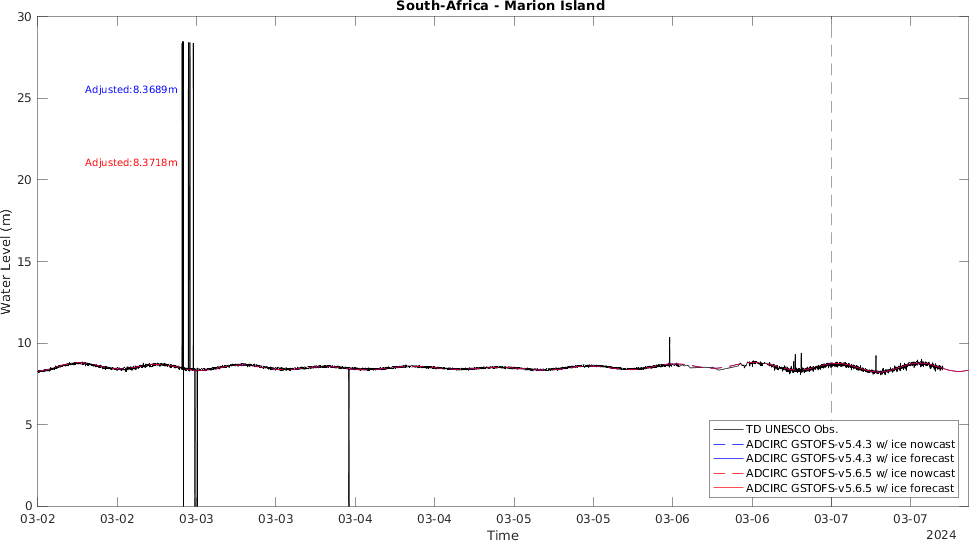 South-Africa - Marion Island
30
25
20
15
10
5
0
Water Level (m)
Adjusted:8.3689m
Adjusted:8.3718m
TD UNESCO Obs.
ADCIRC GSTOFS-v5.4.3 w/ ice nowcast
ADCIRC GSTOFS-v5.4.3 w/ ice forecast
ADCIRC GSTOFS-v5.6.5 w/ ice nowcast
ADCIRC GSTOFS-v5.6.5 w/ ice forecast
03-02 03-02 03-03 03-03 03-04 03-04 03-05 03-05 03-06 03-06 03-07 03-07
Time
2024